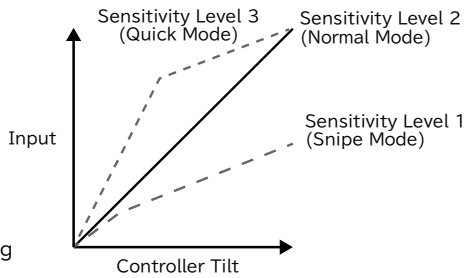 Sensitivity Level 3
(Quick Mode)
Sensitivity Level 2
(Normal Mode)
Sensitivity Level 1
(Snipe Mode)
Input
g
Controller Tilt